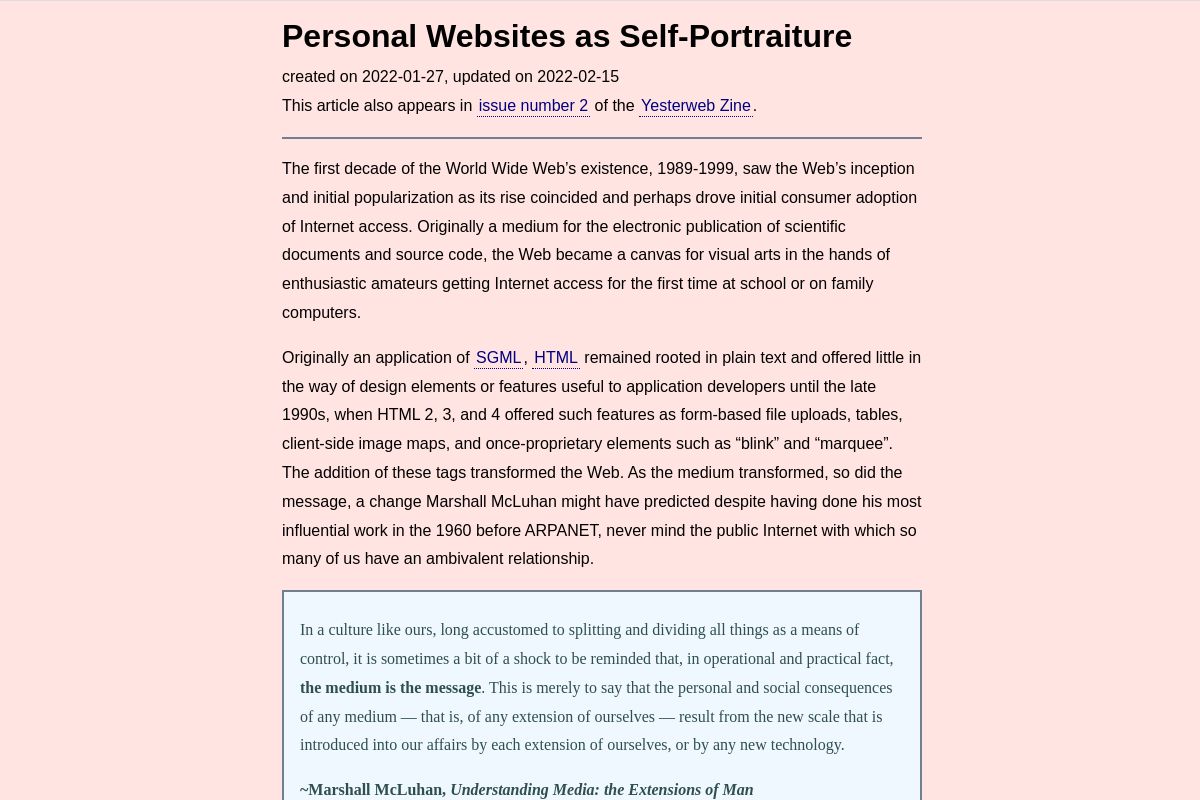 Personal Websites as Self-Portraiture
created on 2022-01-27, updated on 2022-02-15
This article also appears in issue number 2 of the Yesterweb Zine.
The first decade of the World Wide Web’s existence, 1989-1999, saw the Web’s inception
and initial popularization as its rise coincided and perhaps drove initial consumer adoption
of Internet access. Originally a medium for the electronic publication of scientific
documents and source code, the Web became a canvas for visual arts in the hands of
enthusiastic amateurs getting Internet access for the first time at school or on family
computers.
Originally an application of SGML, HTML remained rooted in plain text and offered little in
the way of design elements or features useful to application developers until the late
1990s, when HTML 2, 3, and 4 offered such features as form-based file uploads, tables,
client-side image maps, and once-proprietary elements such as “blink” and “marquee”.
The addition of these tags transformed the Web. As the medium transformed, so did the
message, a change Marshall McLuhan might have predicted despite having done his most
influential work in the 1960 before ARPANET, never mind the public Internet with which so
many of us have an ambivalent relationship.
In a culture like ours, long accustomed to splitting and dividing all things as a means of
control, it is sometimes a bit of a shock to be reminded that, in operational and practical fact,
the medium is the message. This is merely to say that the personal and social consequences
of any medium — that is, of any extension of ourselves — result from the new scale that is
introduced into our affairs by each extension of ourselves, or by any new technology.
~Marshall McLuhan, Understanding Media: the Extensions of Man